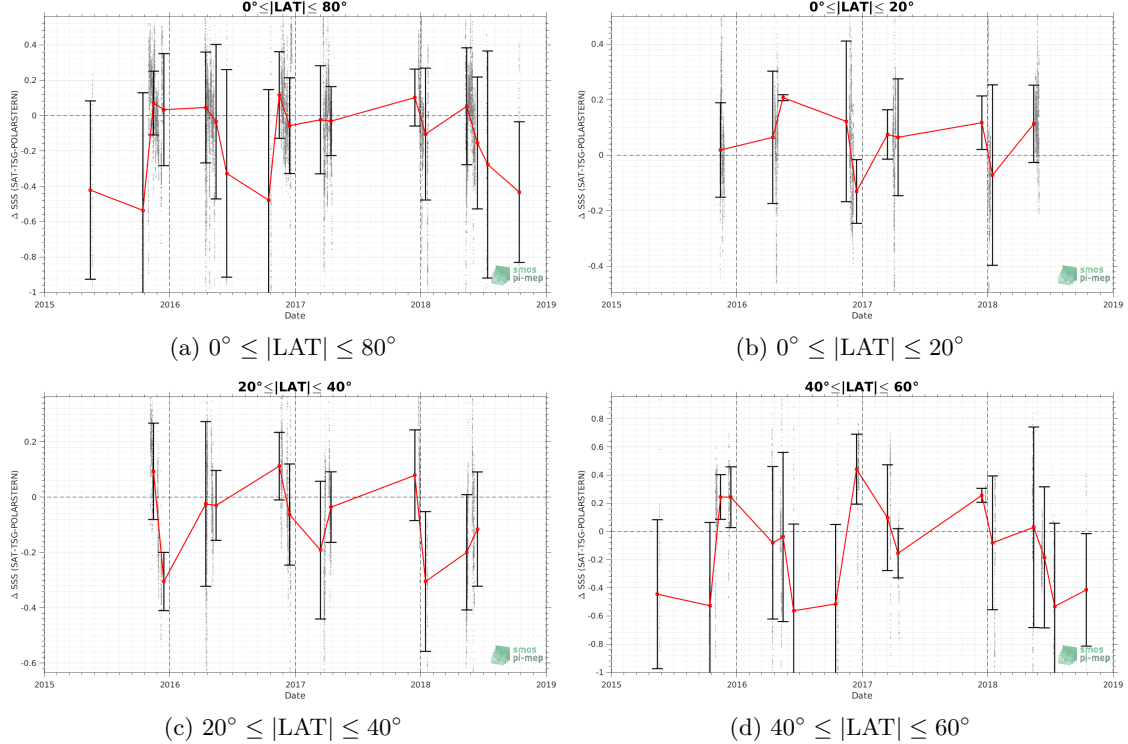 0°≤|LAT|≤ 80°
Δ SSS (SAT-TSG-POLARSTERN)
0.4
0.2
0
-0.2
-0.4
-0.6
-0.8
-1
2015 2016 2017 2018 2019
Date
smos
pi-mep
(a) 0° ≤ |LAT| ≤ 80°
0°≤|LAT|≤ 20°
Δ SSS (SAT-TSG-POLARSTERN)
0.4
0.2
0
-0.2
-0.4
2015 2016 2017 2018 2019
Date
smos
pi-mep
(b) 0° ≤ |LAT| ≤ 20°
20°≤|LAT|≤ 40°
Δ SSS (SAT-TSG-POLARSTERN)
0.2
0
-0.2
-0.4
-0.6
2015 2016 2017 2018 2019
Date
smos
pi-mep
(c) 20° ≤ |LAT| ≤ 40°
40°≤|LAT|≤ 60°
Δ SSS (SAT-TSG-POLARSTERN)
0.8
0.6
0.4
0.2
0
-0.2
-0.4
-0.6
-0.8
-1
2015 2016 2017 2018 2019
Date
smos
pi-mep
(d) 40° ≤ |LAT| ≤ 60°